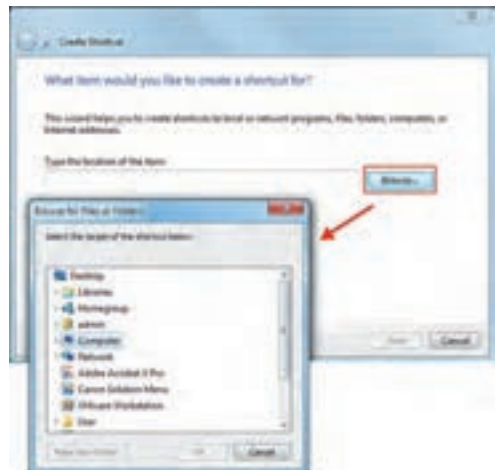 Create Shortcut
What item would you like to create a shortcut for?
This wizard helps you to create shortcuts to local or network programs, files, folders, computers, or
Internet addresses.
Type the location of the item:
Browse...
Browse for Files or Folders
Select the target of the shortcut below:
Desktop
Libraries
Homegroup
admin
Computer
Network
Adobe Acrobat X Pro
Canon Solution Menu
VMware Workstation
User
Make New Folder
OK
Cancel
Next
Cancel